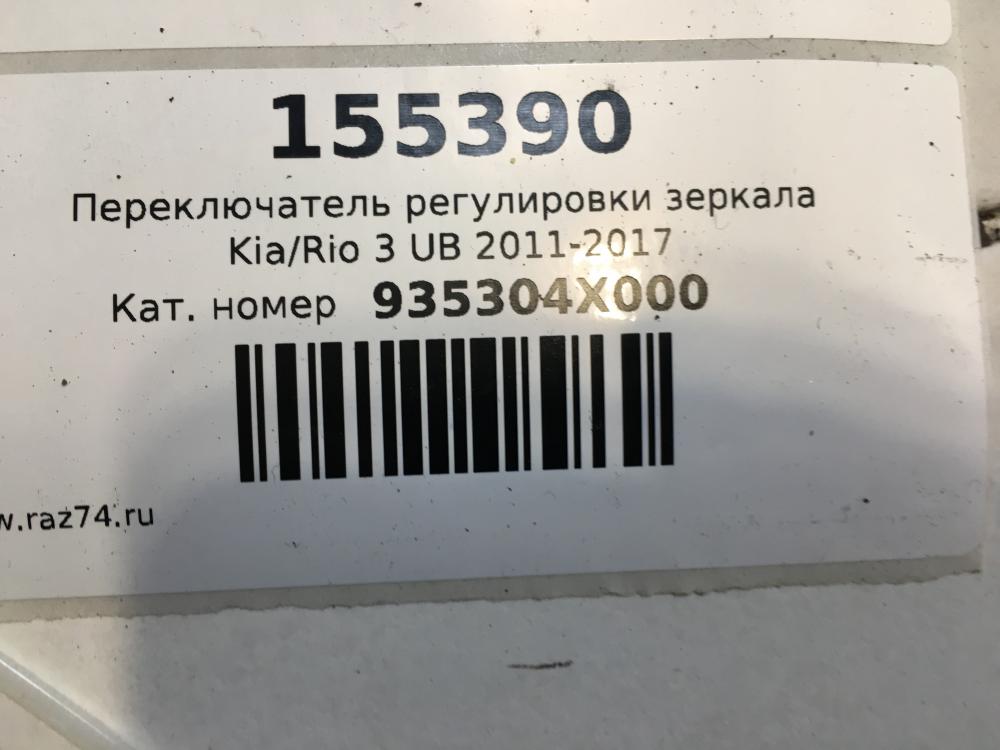 155390
Переключатель регулировки зеркала
Kia/Rio 3 UB 2011-2017
Кат. номер 935304X000
w.raz74.ru